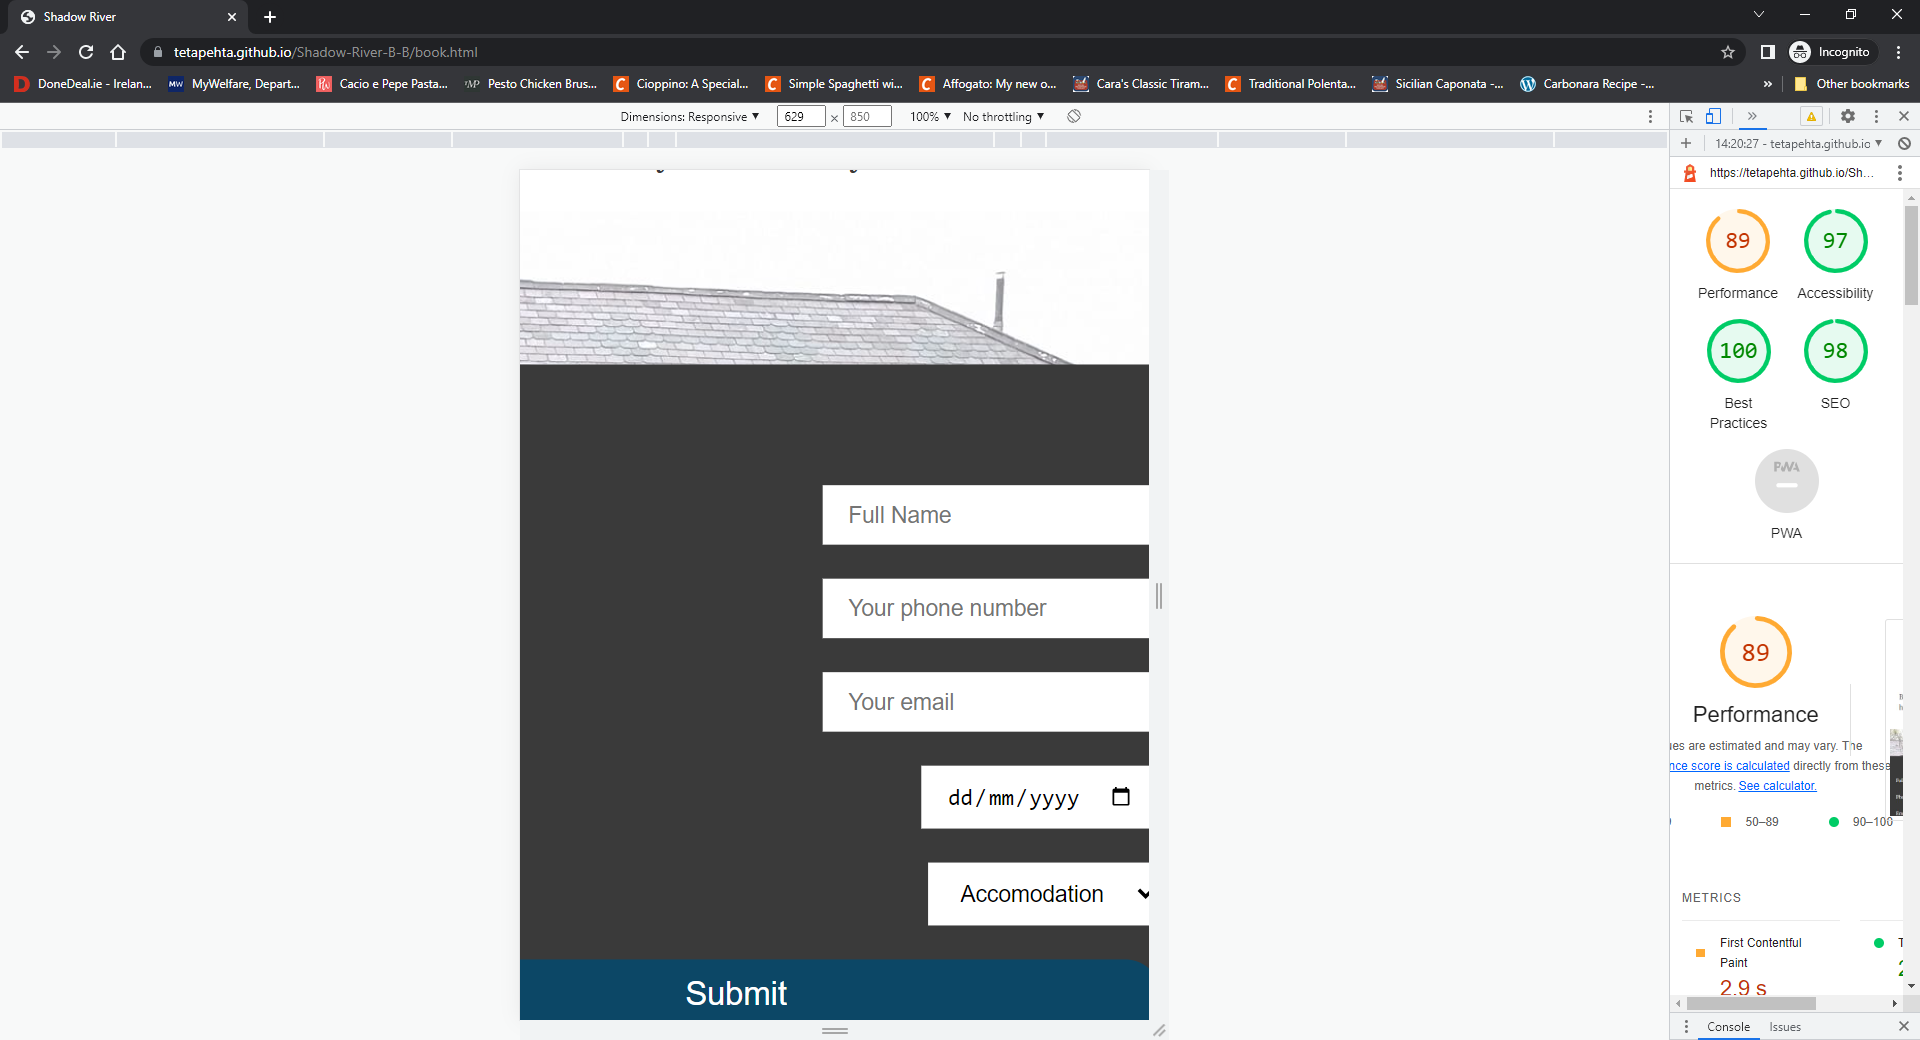 Shadow River
tetapehta.github.io/Shadow-River-B-B/book.html
Incognito
DoneDeal.ie - Irelan...
MW MyWelfare, Depart...
Cacio e Pepe Pasta...
Pesto Chicken Brus...
C Cioppino: A Special...
C Simple Spaghetti wi...
C Affogato: My new o...
Cara's Classic Tiram...
C Traditional Polenta...
Sicilian Caponata -...
Carbonara Recipe -...
» Other bookmarks
Dimensions: Responsive 629 × 850 100% No throttling
14:20:27 - tetapehta.github.io
https://tetapehta.github.io/Sh...
89 97
Performance Accessibility
100 98
Best Practices SEO
PWA
PWA
Full Name
Your phone number
Your email
dd/mm/yyyy
Accomodation
Submit
89
Performance
ues are estimated and may vary. The
nce score is calculated directly from these
metrics. See calculator.
50–89 90–100
METRICS
First Contentful
Paint
2.9 s
Console Issues